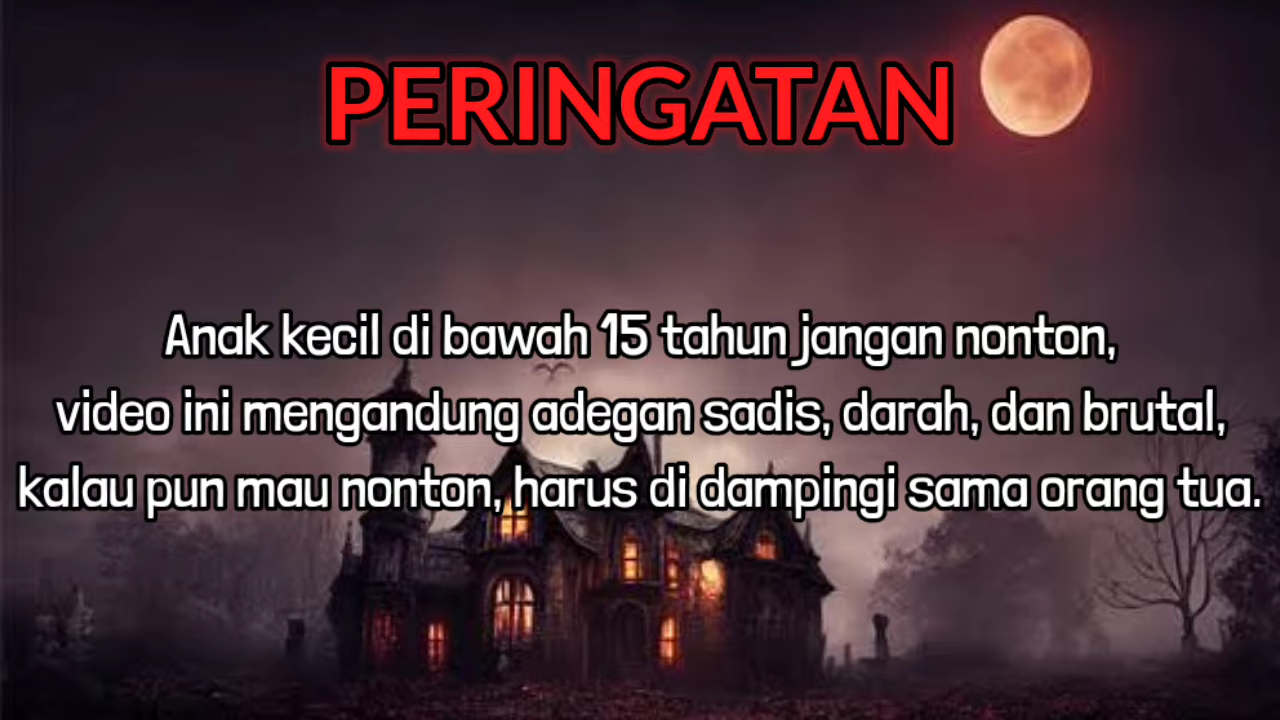 PERINGATAN
Anak kecil di bawah 15 tahun jangan nonton,
video ini mengandung adegan sadis, darah, dan brutal,
kalau pun mau nonton, harus di dampingi sama orang tua.